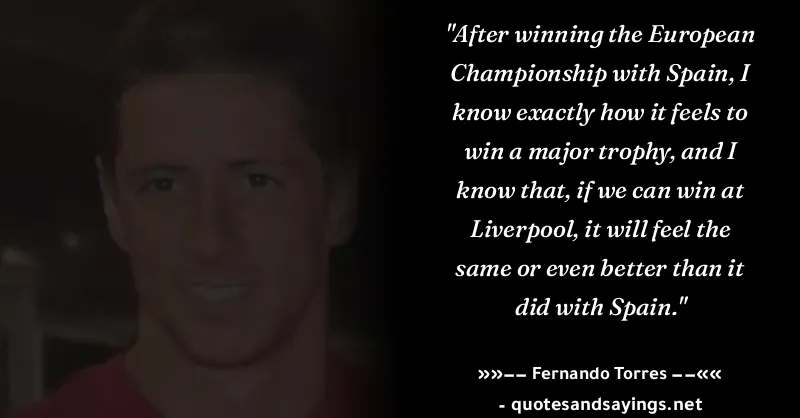 "After winning the European
Championship with Spain, I
know exactly how it feels to
win a major trophy, and I
know that, if we can win at
Liverpool, it will feel the
same or even better than it
did with Spain."
»»−− Fernando Torres −−««
- quotesandsayings.net